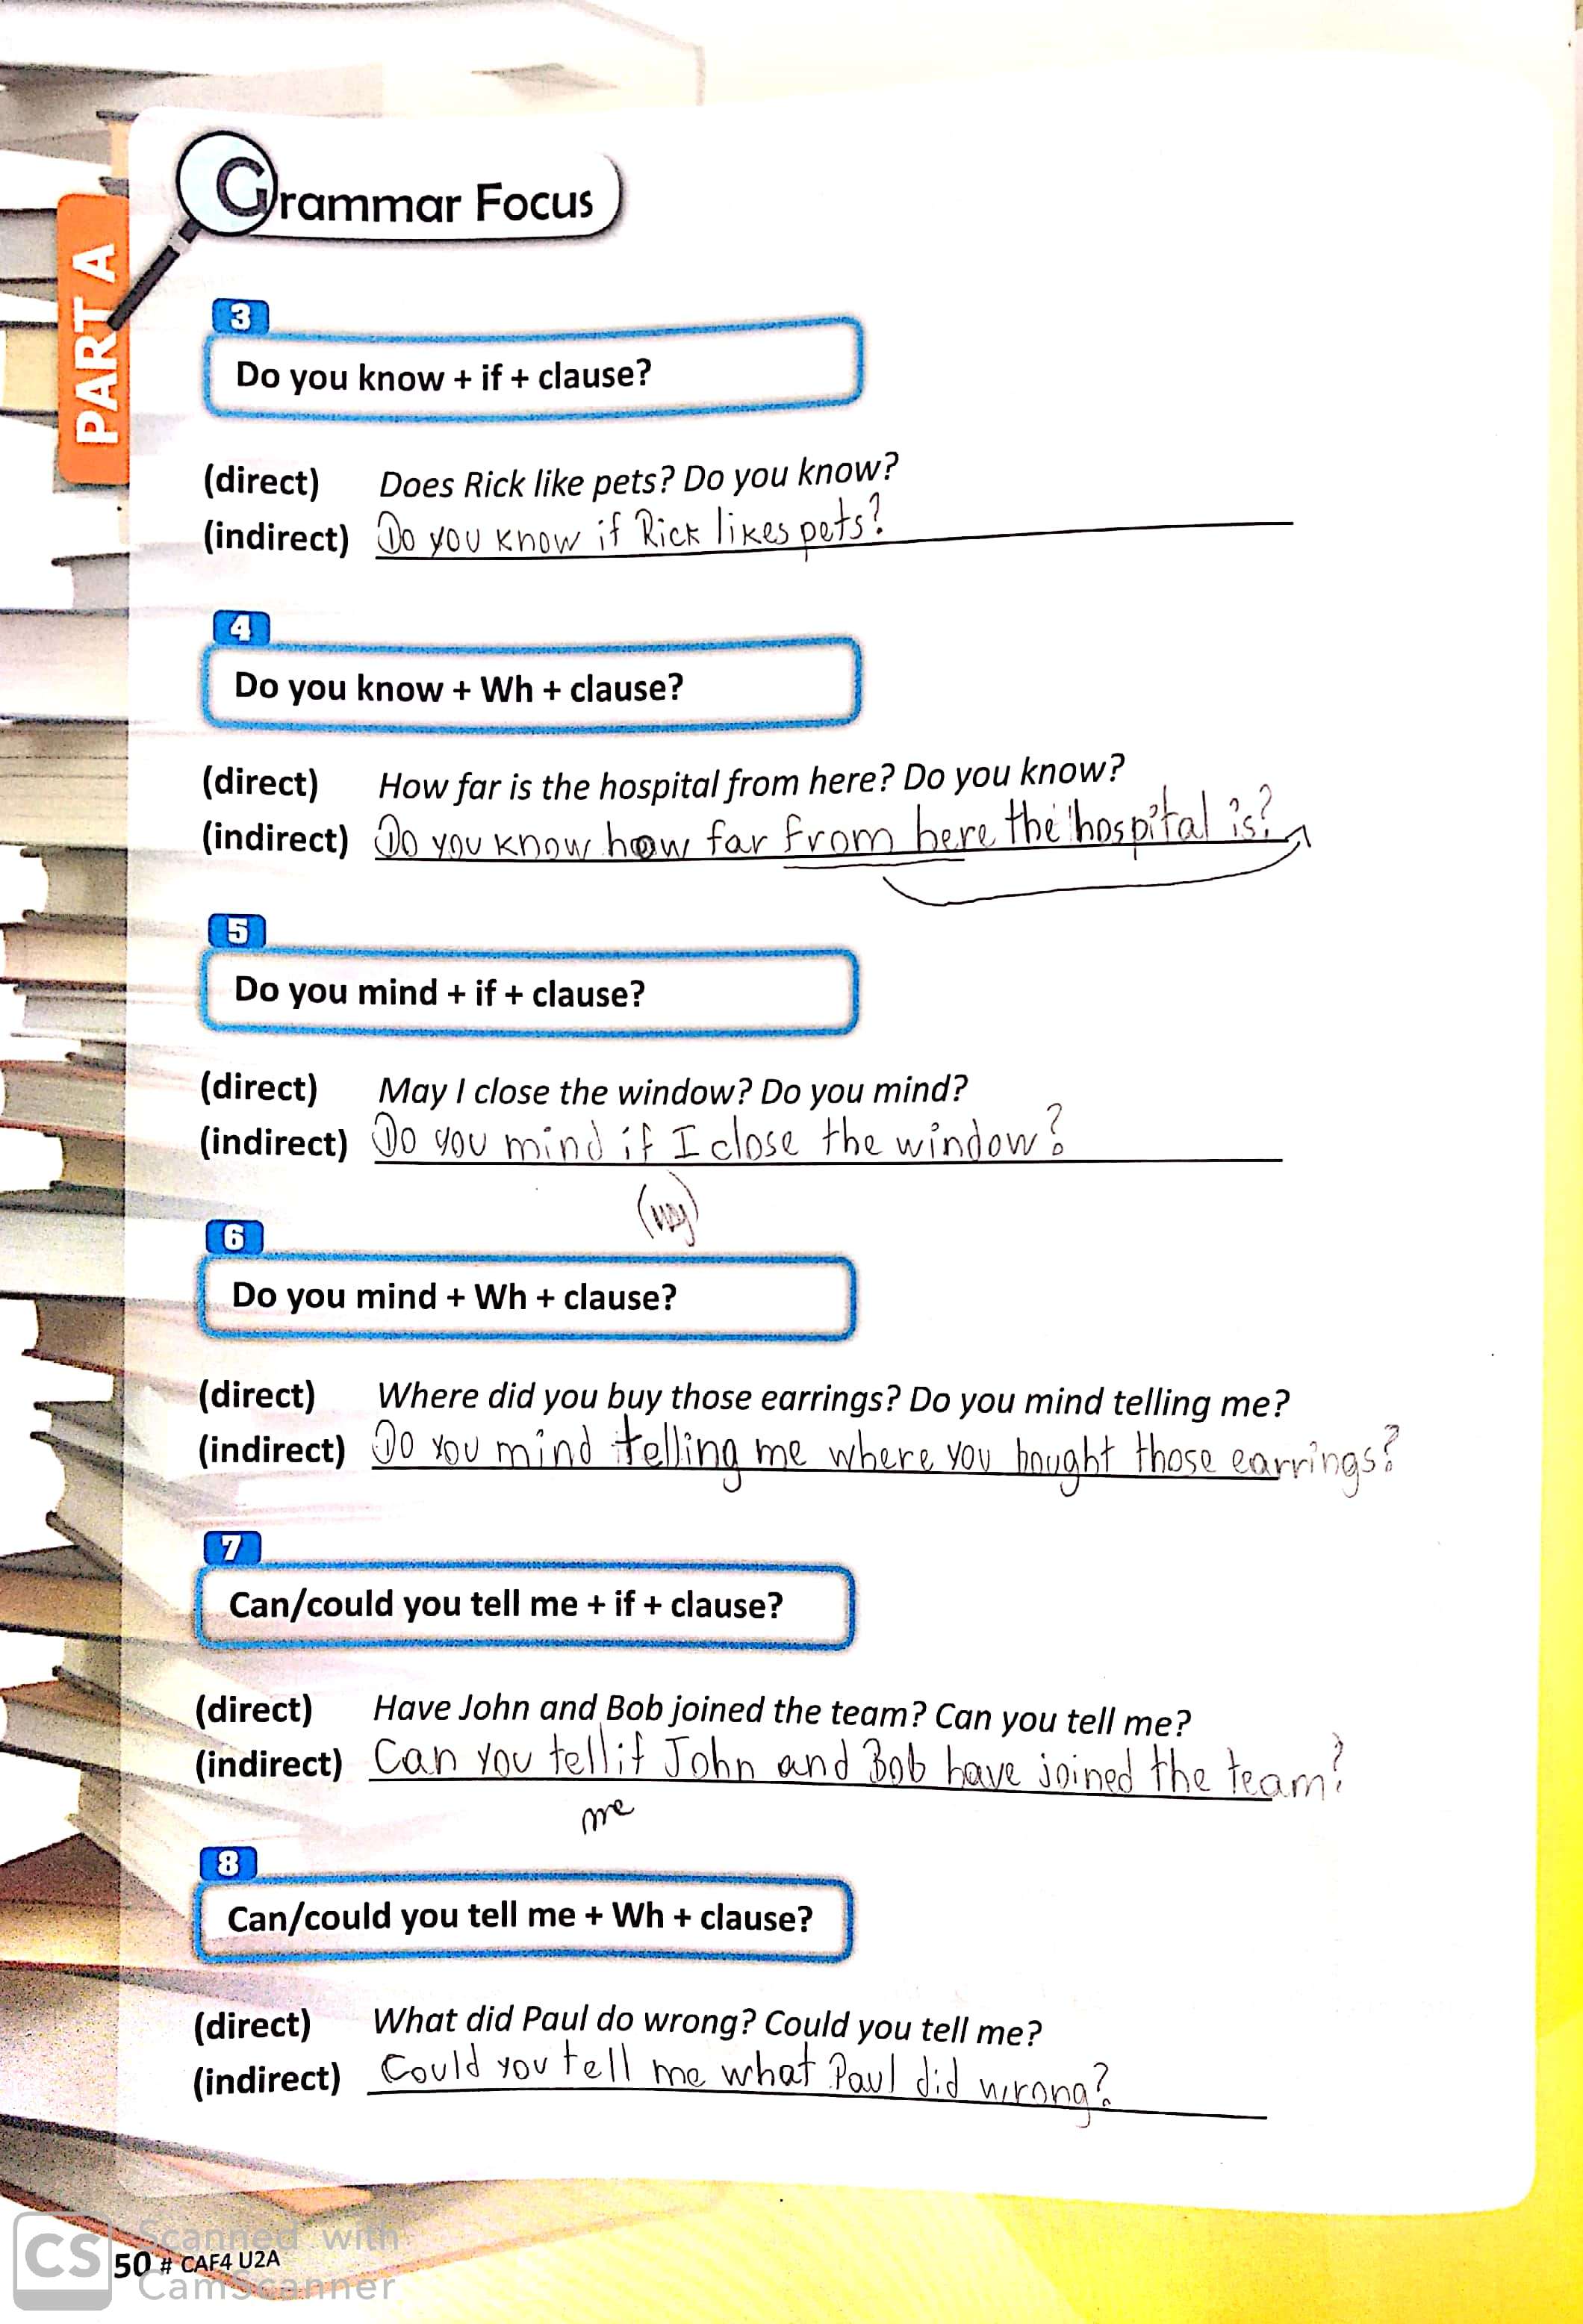 Grammar Focus
PART A
3
Do you know + if + clause?
(direct) Does Rick like pets? Do you know?
(indirect) Do you know if Rick likes pets?
4
Do you know + Wh + clause?
(direct) How far is the hospital from here? Do you know?
(indirect) Do you know how far from here the hospital is?
5
Do you mind + if + clause?
(direct) May I close the window? Do you mind?
(indirect) Do you mind if I close the window?
6
Do you mind + Wh + clause?
(direct) Where did you buy those earrings? Do you mind telling me?
(indirect) Do you mind telling me where you bought those earrings?
7
Can/could you tell me + if + clause?
(direct) Have John and Bob joined the team? Can you tell me?
(indirect) Can you tell if John and Bob have joined the team?
me
8
Can/could you tell me + Wh + clause?
(direct) What did Paul do wrong? Could you tell me?
(indirect) Could you tell me what Paul did wrong?
CS Scanned with
50 # CAF4 U2A
CamScanner